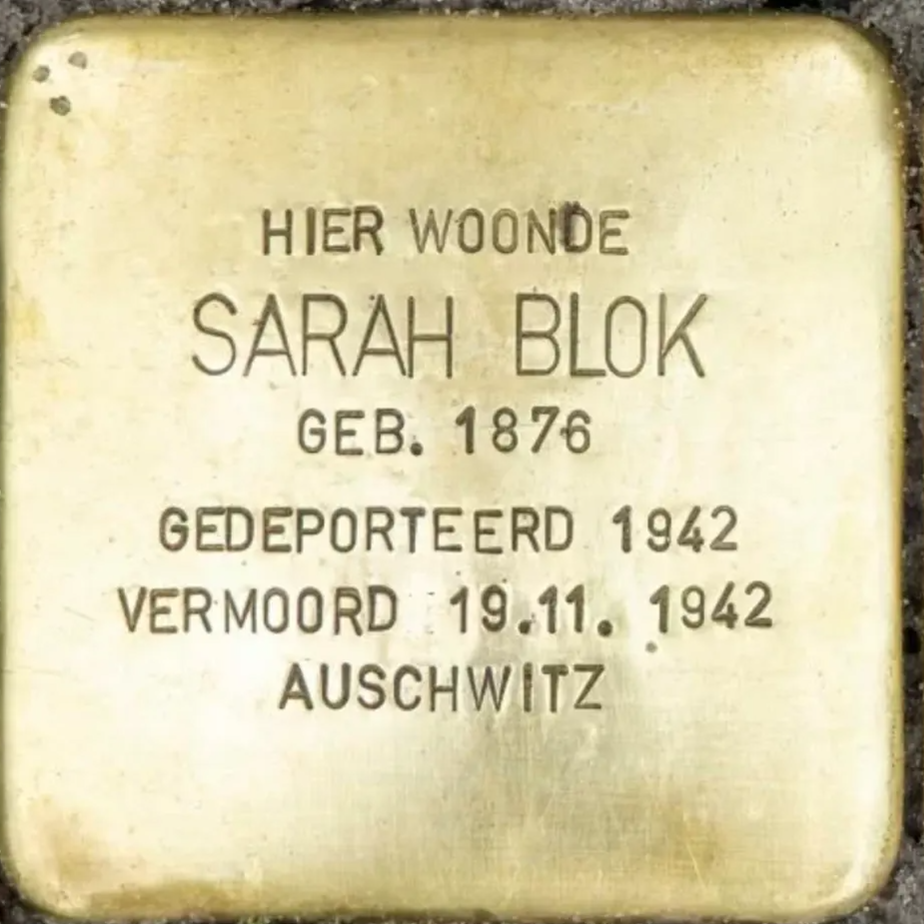 HIER WOONDE
SARAH BLOK
GEB. 1876
GEDEPORTEERD 1942
VERMOORD 19.11. 1942
AUSCHWITZ